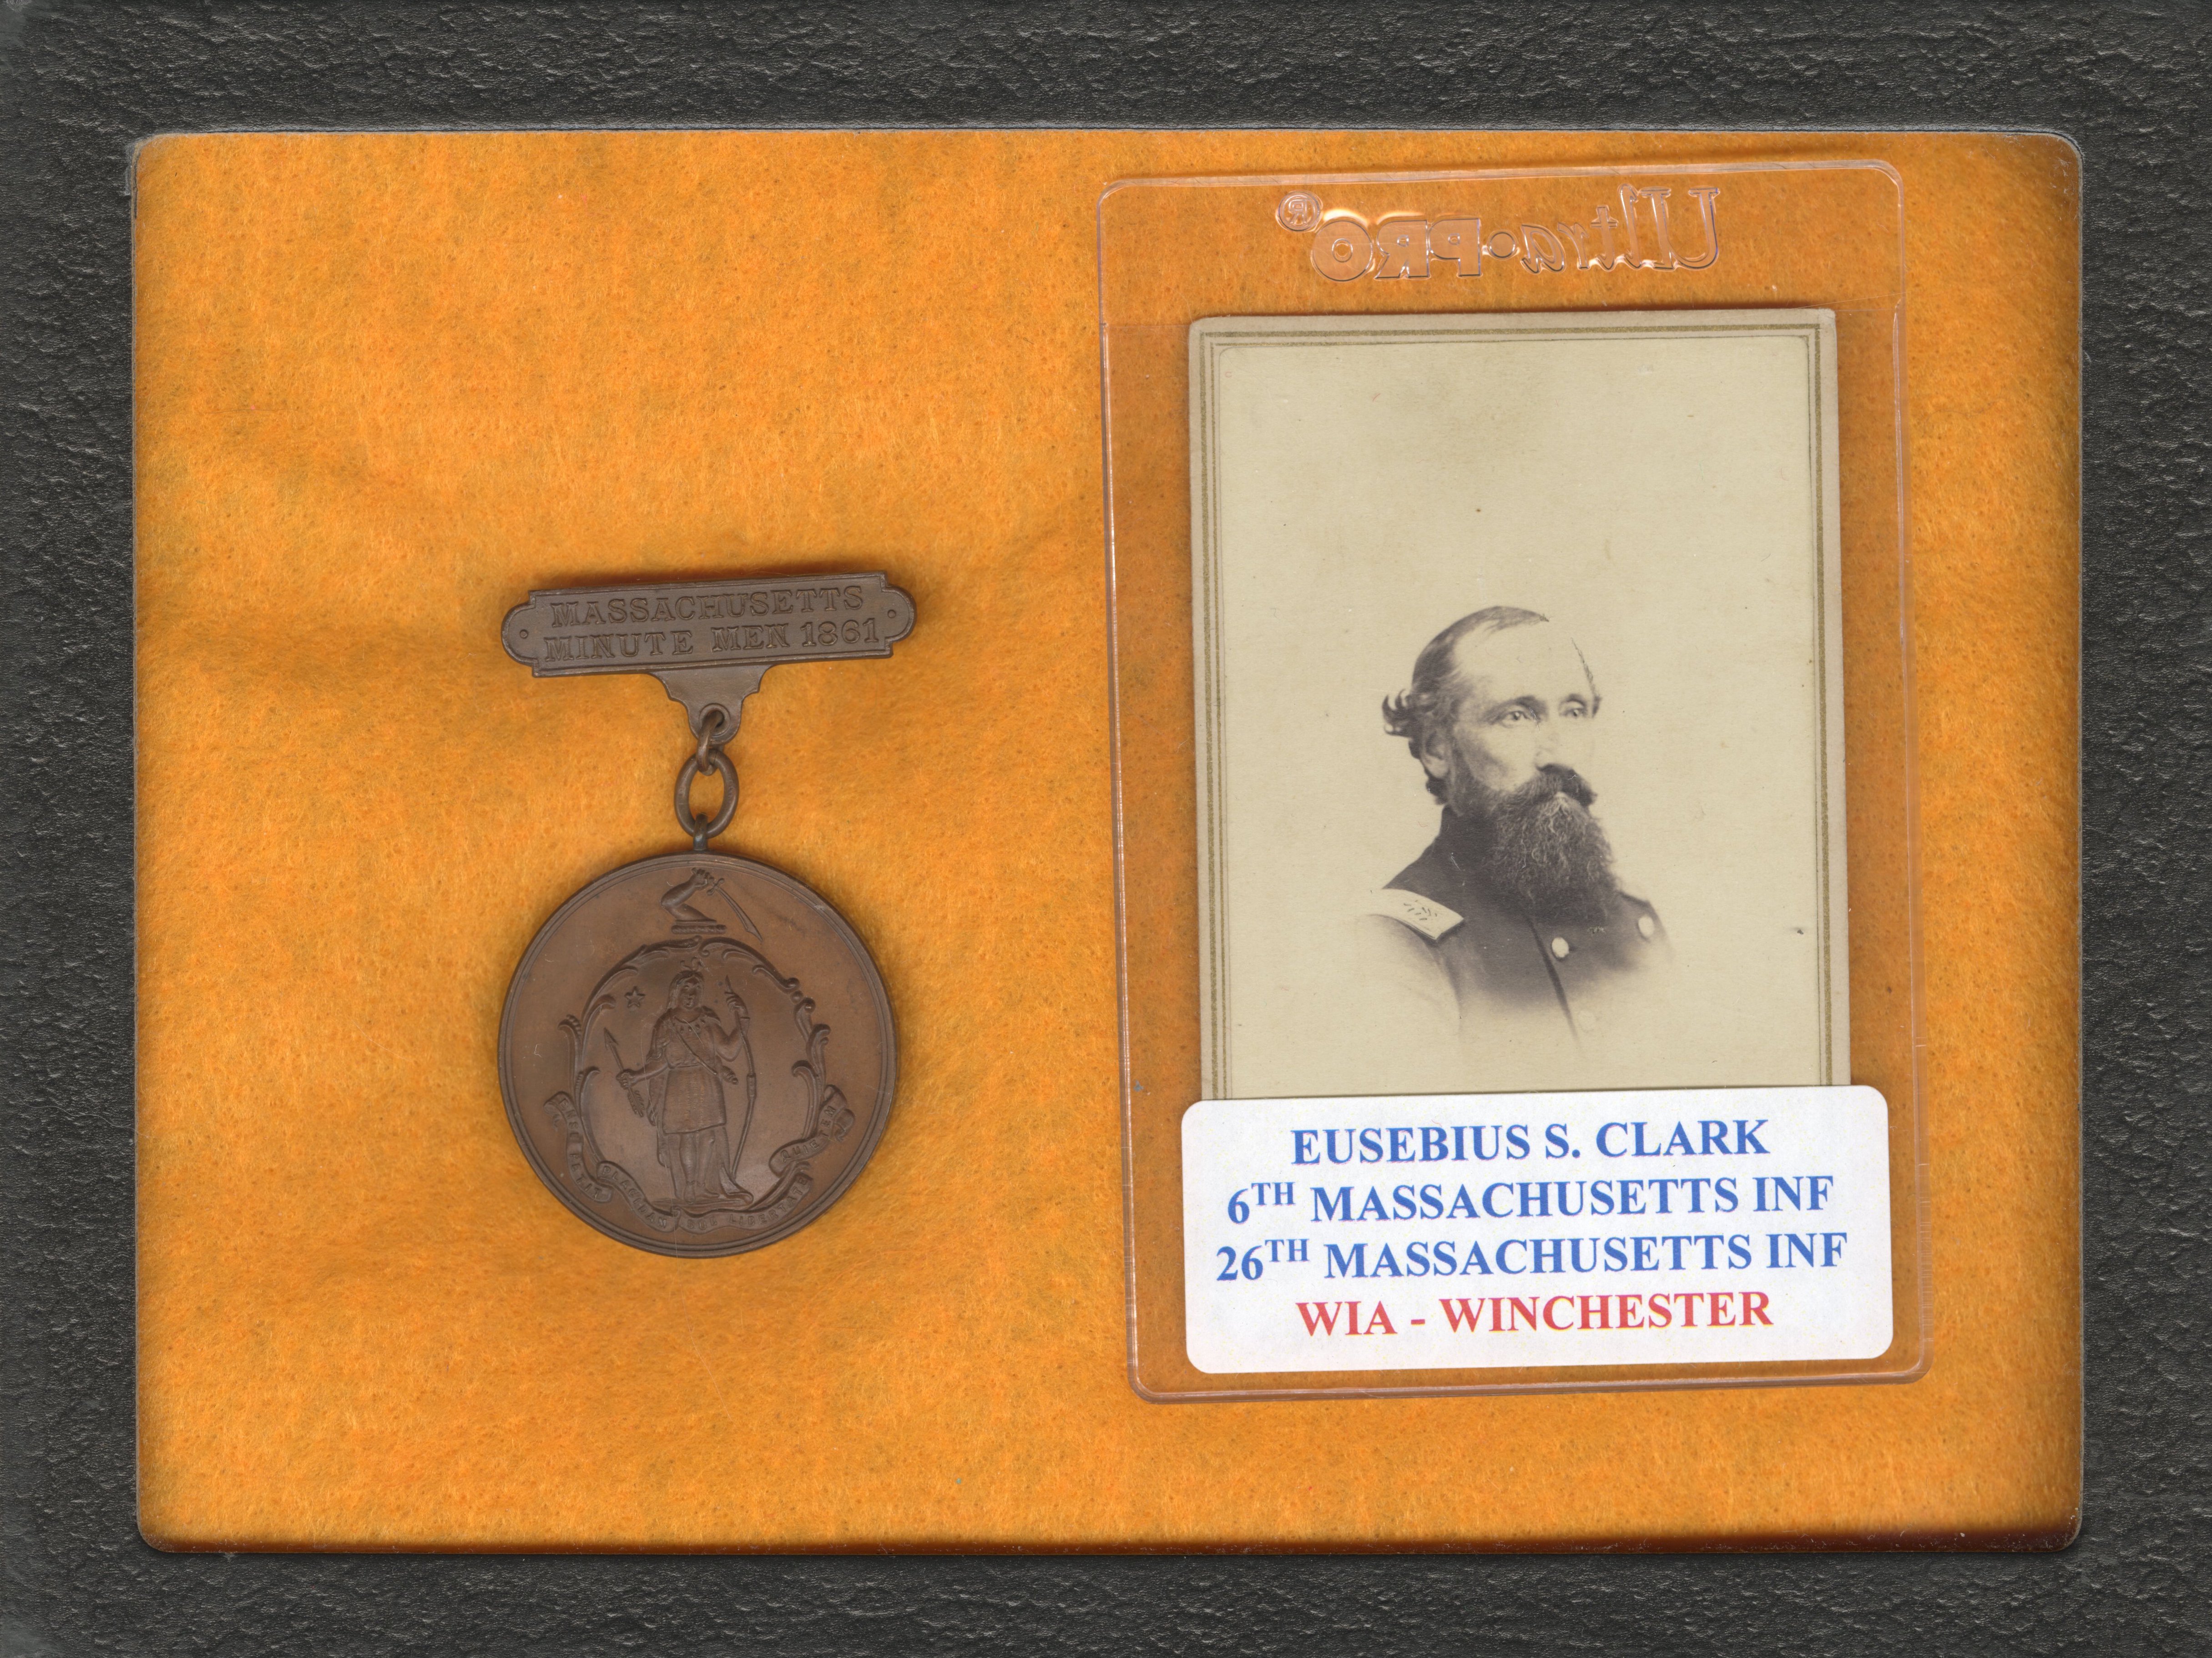 Ultra•PRO®
MASSACHUSETTS
MINUTE MEN 1861
EUSEBIUS S. CLARK
6TH MASSACHUSETTS INF
26TH MASSACHUSETTS INF
WIA - WINCHESTER